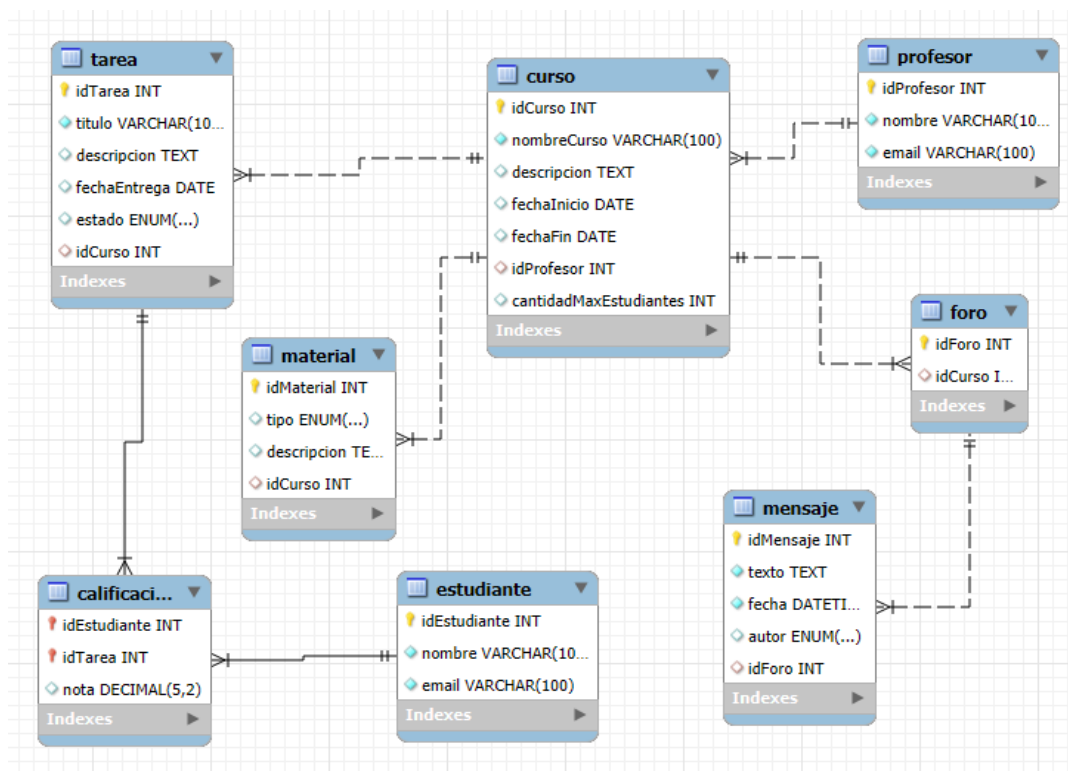 tarea
idTarea INT
titulo VARCHAR(10...
descripcion TEXT
fechaEntrega DATE
estado ENUM(...)
idCurso INT
Indexes
curso
idCurso INT
nombreCurso VARCHAR(100)
descripcion TEXT
fechaInicio DATE
fechaFin DATE
idProfesor INT
cantidadMaxEstudiantes INT
Indexes
profesor
idProfesor INT
nombre VARCHAR(10...
email VARCHAR(100)
Indexes
material
idMaterial INT
tipo ENUM(...)
descripcion TE...
idCurso INT
Indexes
foro
idForo INT
idCurso I...
Indexes
mensaje
idMensaje INT
texto TEXT
fecha DATETI...
autor ENUM(...)
idForo INT
Indexes
calificaci...
idEstudiante INT
idTarea INT
nota DECIMAL(5,2)
Indexes
estudiante
idEstudiante INT
nombre VARCHAR(10...
email VARCHAR(100)
Indexes